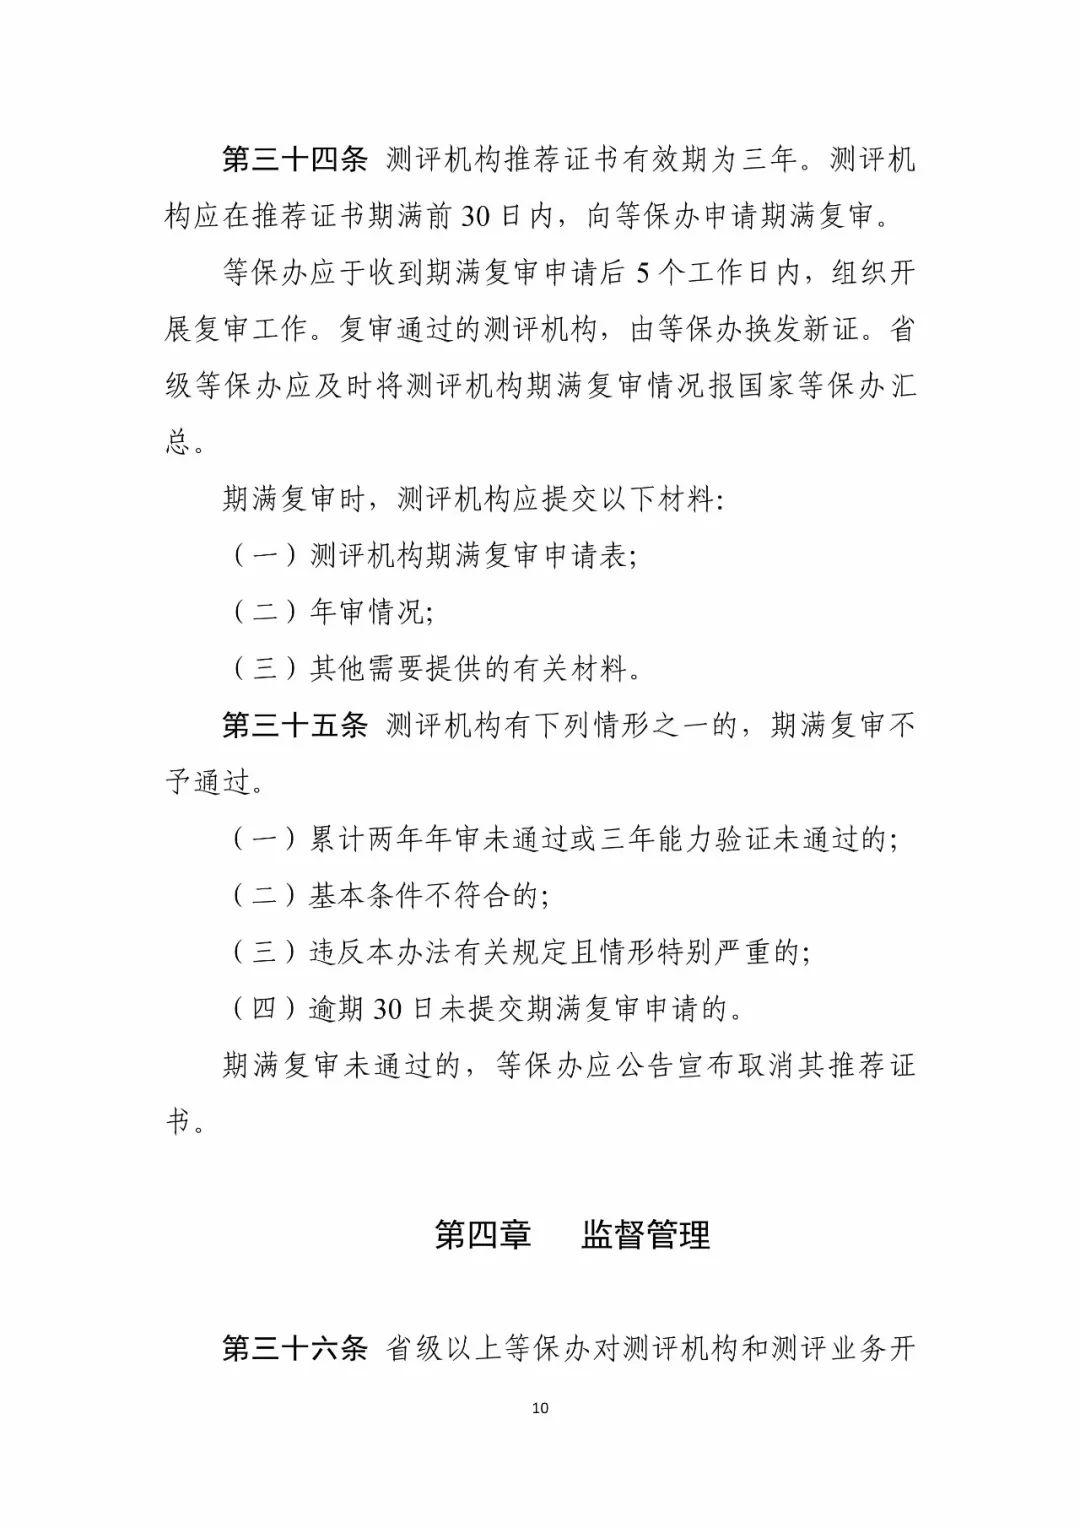 第三十四条 测评机构推荐证书有效期为三年。测评机
构应在推荐证书期满前 30 日内，向等保办申请期满复审。
等保办应于收到期满复审申请后 5 个工作日内，组织开
展复审工作。复审通过的测评机构，由等保办换发新证。省
级等保办应及时将测评机构期满复审情况报国家等保办汇
总。
期满复审时，测评机构应提交以下材料：
（一）测评机构期满复审申请表；
（二）年审情况；
（三）其他需要提供的有关材料。
第三十五条 测评机构有下列情形之一的，期满复审不
予通过。
（一）累计两年年审未通过或三年能力验证未通过的；
（二）基本条件不符合的；
（三）违反本办法有关规定且情形特别严重的；
（四）逾期 30 日未提交期满复审申请的。
期满复审未通过的，等保办应公告宣布取消其推荐证
书。
第四章 监督管理
第三十六条 省级以上等保办对测评机构和测评业务开
10